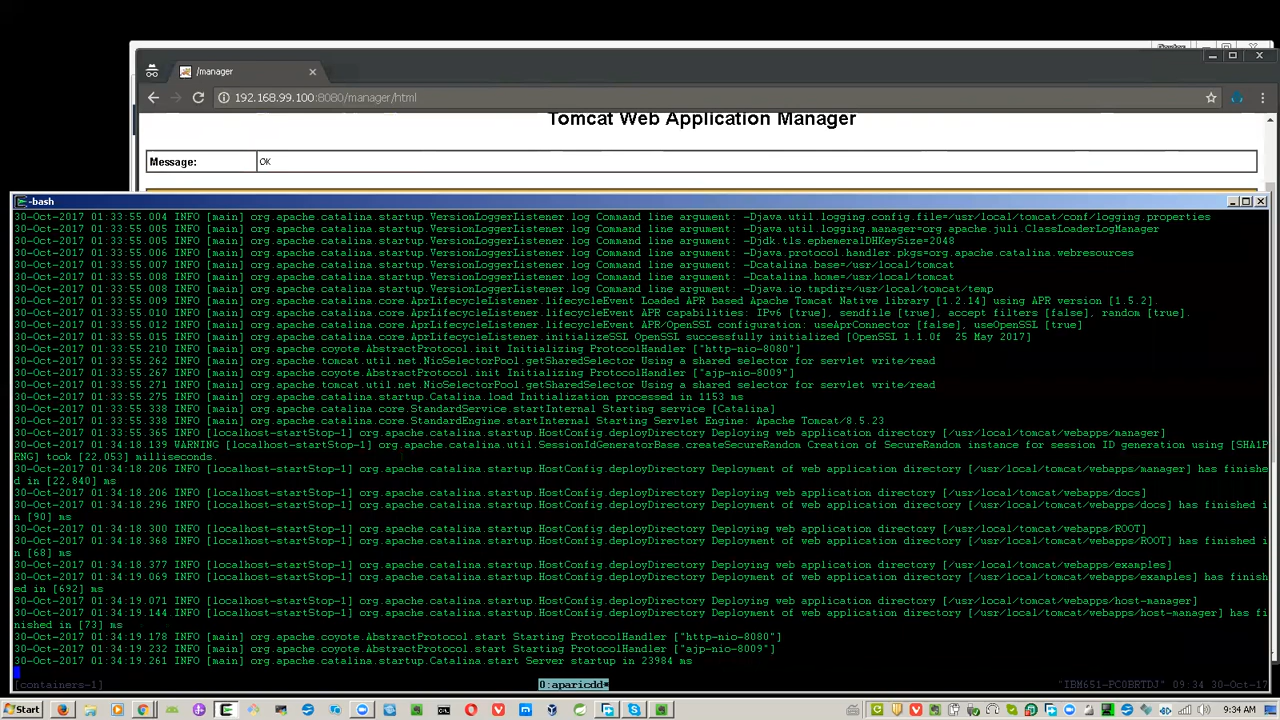 /manager
192.168.99.100:8080/manager/html
Tomcat Web Application Manager
Message: OK
-bash
30-Oct-2017 01:33:55.004 INFO [main] org.apache.catalina.startup.VersionLoggerListener.log Command line argument: -Djava.util.logging.config.file=/usr/local/tomcat/conf/logging.properties
30-Oct-2017 01:33:55.005 INFO [main] org.apache.catalina.startup.VersionLoggerListener.log Command line argument: -Djava.util.logging.manager=org.apache.juli.ClassLoaderLogManager
30-Oct-2017 01:33:55.005 INFO [main] org.apache.catalina.startup.VersionLoggerListener.log Command line argument: -Djdk.tls.ephemeralDHKeySize=2048
30-Oct-2017 01:33:55.006 INFO [main] org.apache.catalina.startup.VersionLoggerListener.log Command line argument: -Djava.protocol.handler.pkgs=org.apache.catalina.webresources
30-Oct-2017 01:33:55.007 INFO [main] org.apache.catalina.startup.VersionLoggerListener.log Command line argument: -Dcatalina.base=/usr/local/tomcat
30-Oct-2017 01:33:55.008 INFO [main] org.apache.catalina.startup.VersionLoggerListener.log Command line argument: -Dcatalina.home=/usr/local/tomcat
30-Oct-2017 01:33:55.008 INFO [main] org.apache.catalina.startup.VersionLoggerListener.log Command line argument: -Djava.io.tmpdir=/usr/local/tomcat/temp
30-Oct-2017 01:33:55.009 INFO [main] org.apache.catalina.core.AprLifecycleListener.lifecycleEvent Loaded APR based Apache Tomcat Native library [1.2.14] using APR version [1.5.2].
30-Oct-2017 01:33:55.010 INFO [main] org.apache.catalina.core.AprLifecycleListener.lifecycleEvent APR capabilities: IPv6 [true], sendfile [true], accept filters [false], random [true].
30-Oct-2017 01:33:55.012 INFO [main] org.apache.catalina.core.AprLifecycleListener.lifecycleEvent APR/OpenSSL configuration: useAprConnector [false], useOpenSSL [true]
30-Oct-2017 01:33:55.015 INFO [main] org.apache.catalina.core.AprLifecycleListener.initializeSSL OpenSSL successfully initialized [OpenSSL 1.1.0f  25 May 2017]
30-Oct-2017 01:33:55.210 INFO [main] org.apache.coyote.AbstractProtocol.init Initializing ProtocolHandler ["http-nio-8080"]
30-Oct-2017 01:33:55.262 INFO [main] org.apache.tomcat.util.net.NioSelectorPool.getSharedSelector Using a shared selector for servlet write/read
30-Oct-2017 01:33:55.266 INFO [main] org.apache.coyote.AbstractProtocol.init Initializing ProtocolHandler ["ajp-nio-8009"]
30-Oct-2017 01:33:55.271 INFO [main] org.apache.tomcat.util.net.NioSelectorPool.getSharedSelector Using a shared selector for servlet write/read
30-Oct-2017 01:33:55.275 INFO [main] org.apache.catalina.startup.Catalina.load Initialization processed in 1153 ms
30-Oct-2017 01:33:55.338 INFO [main] org.apache.catalina.core.StandardService.startInternal Starting service [Catalina]
30-Oct-2017 01:33:55.338 INFO [main] org.apache.catalina.core.StandardEngine.startInternal Starting Servlet Engine: Apache Tomcat/8.5.23
30-Oct-2017 01:33:55.365 INFO [localhost-startStop-1] org.apache.catalina.startup.HostConfig.deployDirectory Deploying web application directory [/usr/local/tomcat/webapps/manager]
30-Oct-2017 01:34:18.139 WARNING [localhost-startStop-1] org.apache.catalina.util.SessionIdGeneratorBase.createSecureRandom Creation of SecureRandom instance for session ID generation using [SHA1P
RNG] took [22,053] milliseconds.
30-Oct-2017 01:34:18.206 INFO [localhost-startStop-1] org.apache.catalina.startup.HostConfig.deployDirectory Deployment of web application directory [/usr/local/tomcat/webapps/manager] has finishe
d in [22,840] ms
30-Oct-2017 01:34:18.206 INFO [localhost-startStop-1] org.apache.catalina.startup.HostConfig.deployDirectory Deploying web application directory [/usr/local/tomcat/webapps/docs]
30-Oct-2017 01:34:18.296 INFO [localhost-startStop-1] org.apache.catalina.startup.HostConfig.deployDirectory Deployment of web application directory [/usr/local/tomcat/webapps/docs] has finished i
n [90] ms
30-Oct-2017 01:34:18.300 INFO [localhost-startStop-1] org.apache.catalina.startup.HostConfig.deployDirectory Deploying web application directory [/usr/local/tomcat/webapps/ROOT]
30-Oct-2017 01:34:18.368 INFO [localhost-startStop-1] org.apache.catalina.startup.HostConfig.deployDirectory Deployment of web application directory [/usr/local/tomcat/webapps/ROOT] has finished i
n [68] ms
30-Oct-2017 01:34:18.377 INFO [localhost-startStop-1] org.apache.catalina.startup.HostConfig.deployDirectory Deploying web application directory [/usr/local/tomcat/webapps/examples]
30-Oct-2017 01:34:19.069 INFO [localhost-startStop-1] org.apache.catalina.startup.HostConfig.deployDirectory Deployment of web application directory [/usr/local/tomcat/webapps/examples] has finish
ed in [692] ms
30-Oct-2017 01:34:19.071 INFO [localhost-startStop-1] org.apache.catalina.startup.HostConfig.deployDirectory Deploying web application directory [/usr/local/tomcat/webapps/host-manager]
30-Oct-2017 01:34:19.144 INFO [localhost-startStop-1] org.apache.catalina.startup.HostConfig.deployDirectory Deployment of web application directory [/usr/local/tomcat/webapps/host-manager] has fi
nished in [73] ms
30-Oct-2017 01:34:19.178 INFO [main] org.apache.coyote.AbstractProtocol.start Starting ProtocolHandler ["http-nio-8080"]
30-Oct-2017 01:34:19.232 INFO [main] org.apache.coyote.AbstractProtocol.start Starting ProtocolHandler ["ajp-nio-8009"]
30-Oct-2017 01:34:19.261 INFO [main] org.apache.catalina.startup.Catalina.start Server startup in 23984 ms
[containers-1] 0:aparicdd* "IBM651-PC0BRTDJ" 09:34 30-Oct-17
Start 9:34 AM